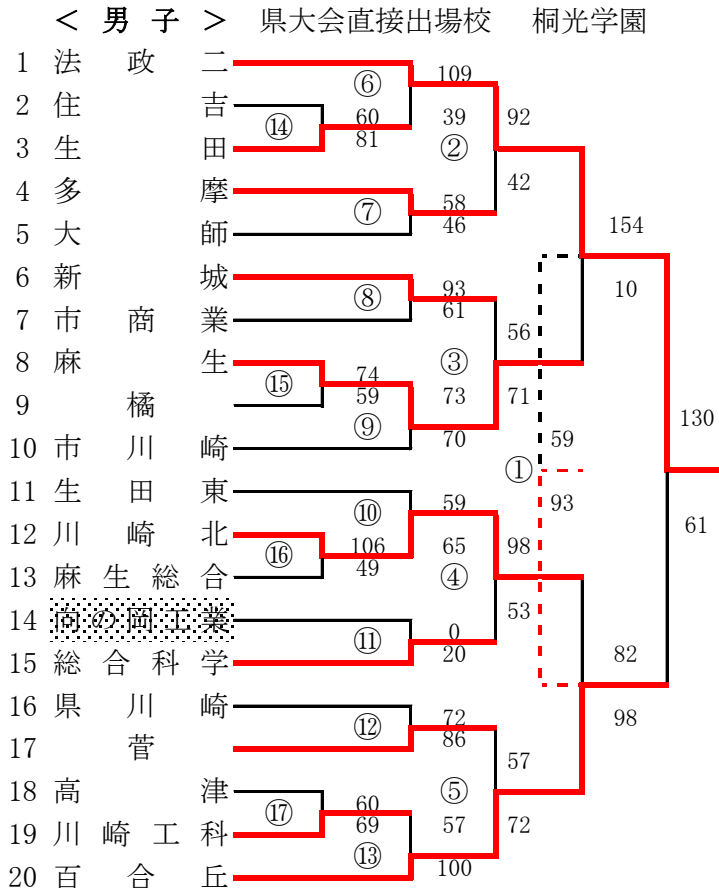 ＜ 男 子 ＞ 県大会直接出場校 桐光学園
1 法 政 二
109
⑥
2 住 吉
60 39 92
⑭
81 ②
3 生 田
42
4 多 摩
58
⑦
46
5 大 師
154
6 新 城
93 10
⑧
61
7 市 商 業
56
8 麻 生
③
74
⑮
59 73 71
9 橘
130
⑨
70 59
10 市 川 崎
①
11 生 田 東
59 93
⑩
61
12 川 崎 北
106 65 98
⑯
49
13 麻 生 総 合
④
53
14 向 の 岡 工 業
0
⑪
20 82
15 総 合 科 学
16 県 川 崎
72 98
⑫
86
17 菅
57
18 高 津
⑤
60
⑰
69 57 72
19 川 崎 工 科
⑬
100
20 百 合 丘